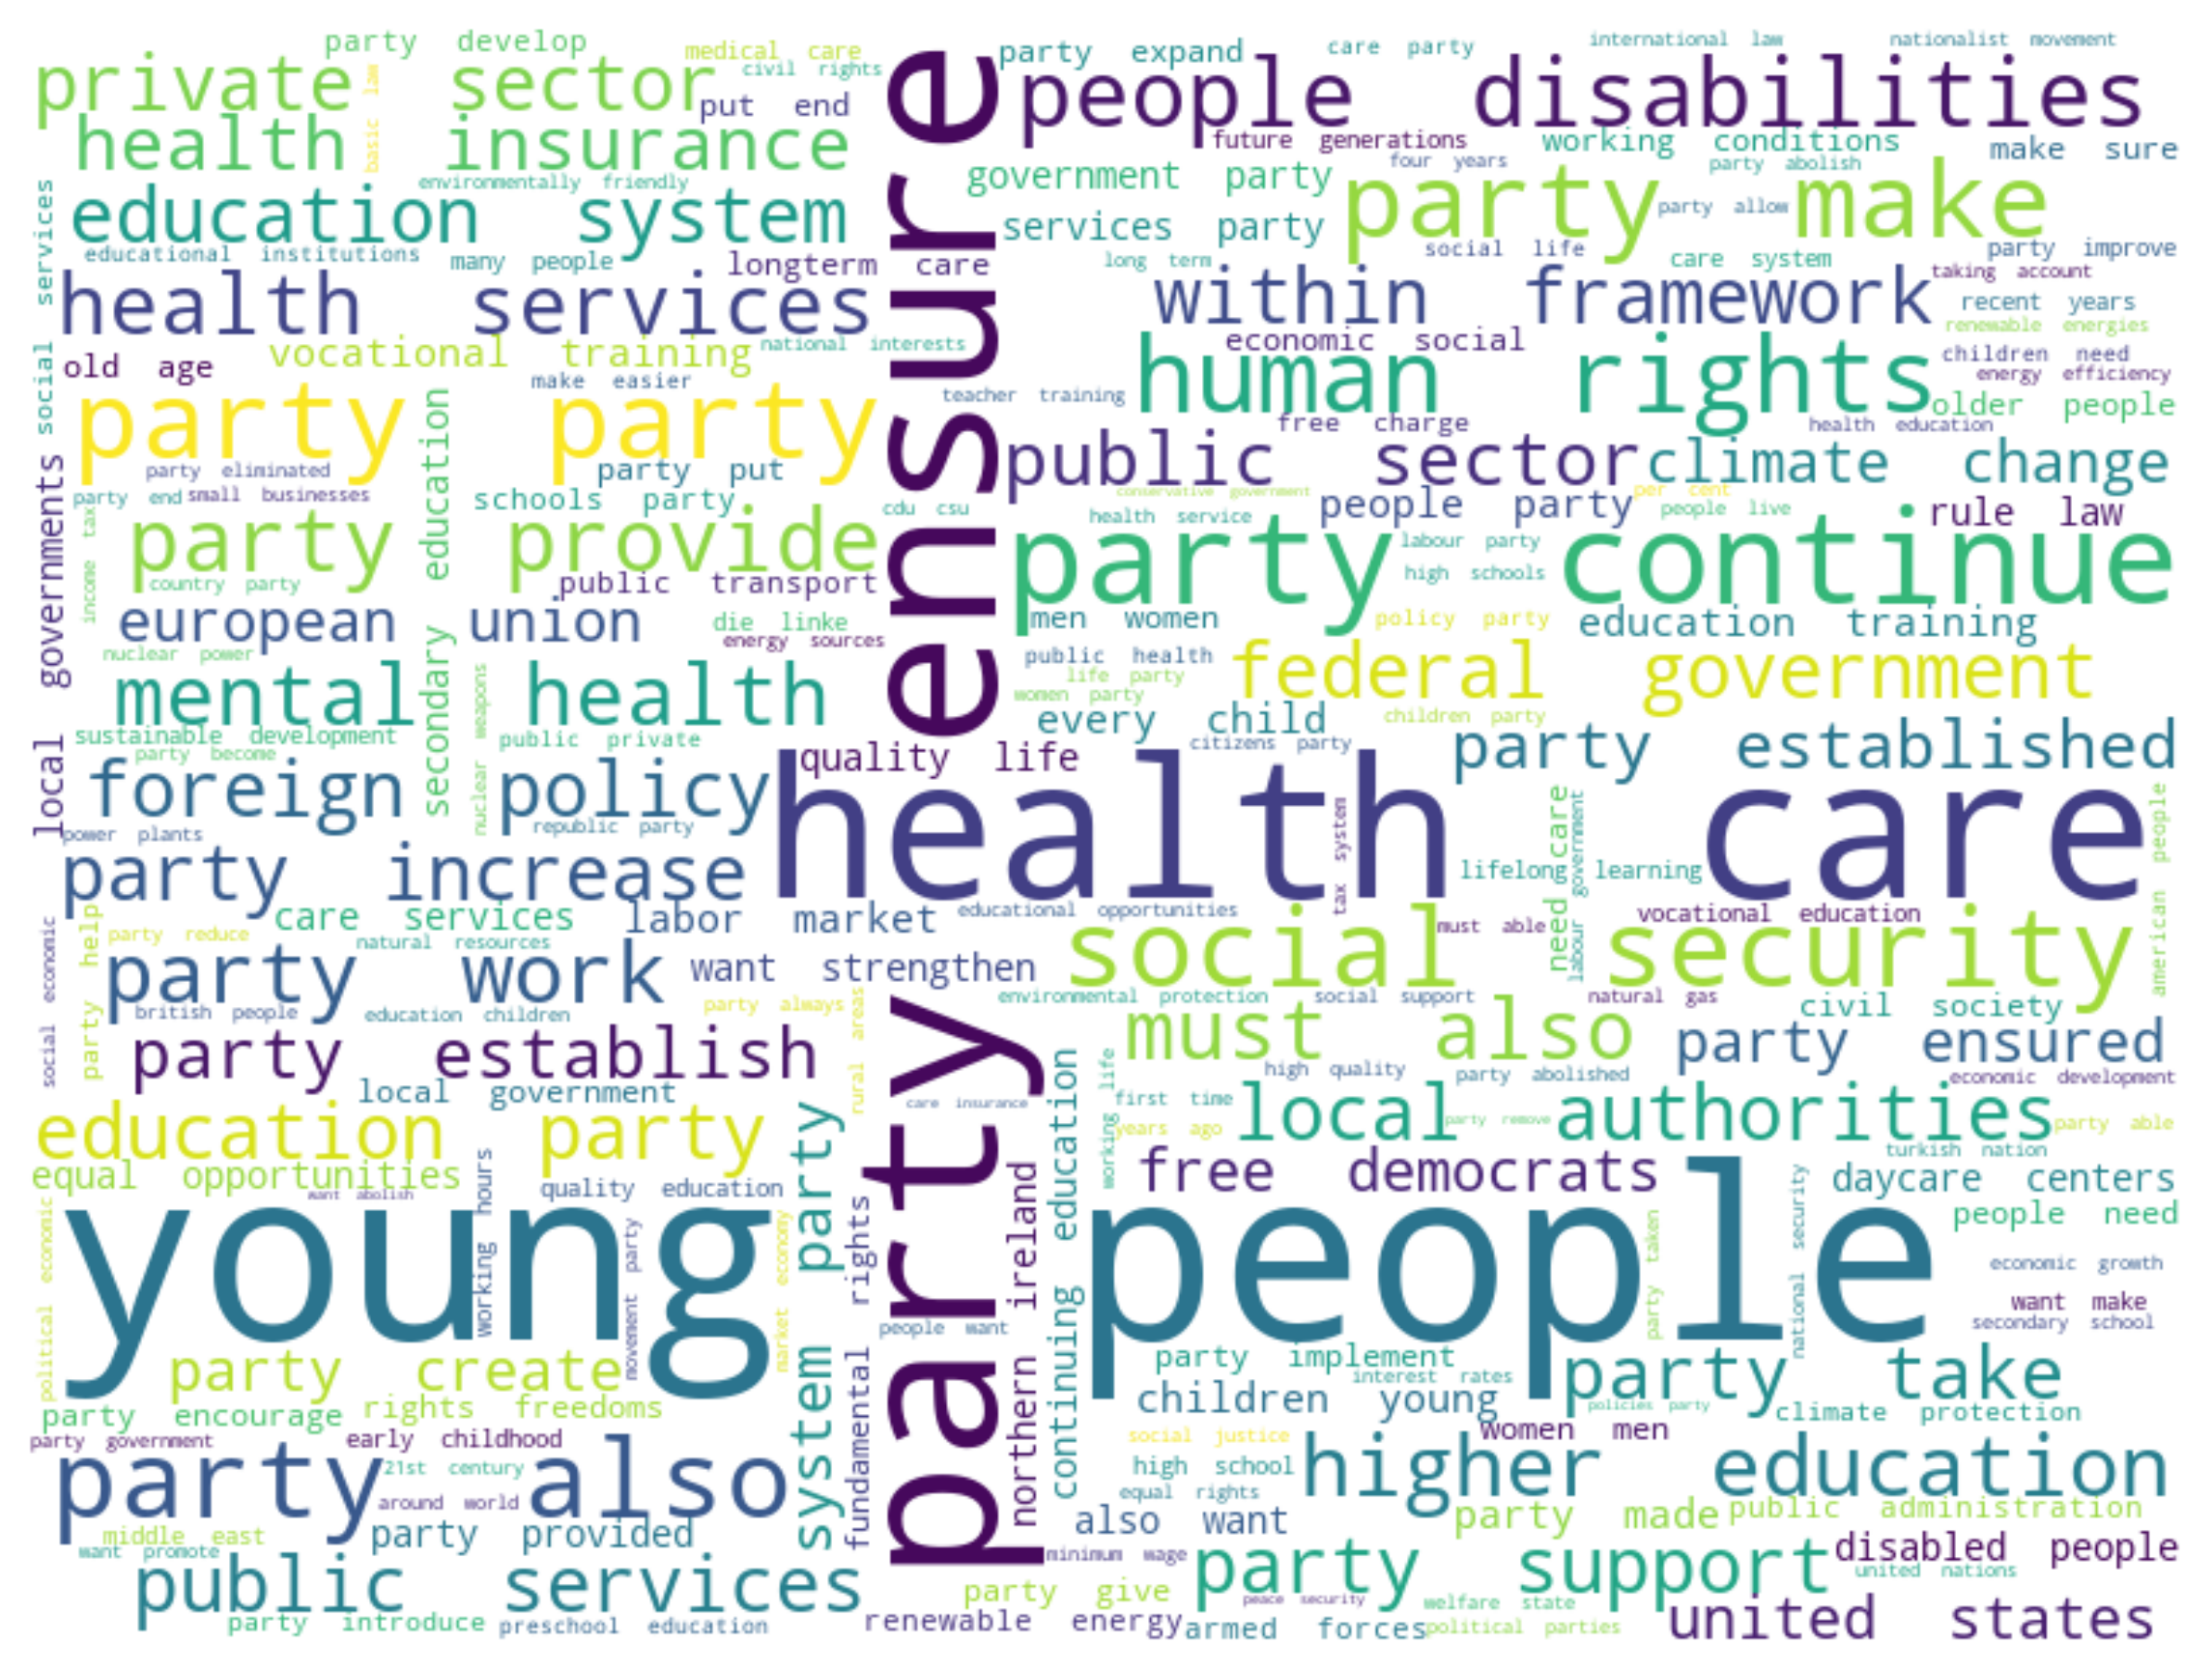 party develop
medical care
party expand
care party
international law
nationalist movement
private sector
civil rights
people disabilities
put end
basic law
health insurance
future generations
working conditions
make sure
four years
party abolish
environmentally friendly
government party
party make
education system
party allow
services party
social services
educational institutions
many people
longterm care
social life
party improve
long term
care system
taking account
health services
within framework
recent years
renewable energies
vocational training
national interests
economic social
children need
old age
energy efficiency
make easier
human rights
teacher training
older people
party party
free charge
health education
party eliminated
party put
public sector
climate change
secondary education
party end
small businesses
schools party
conservative government
per cent
people party
cdu csu
people live
rule law
income tax
health service
party provide
labour party
party continue
country party
public transport
high schools
party ensure
european union
die linke
men women
policy party
education training
energy sources
nuclear power
public health
federal government
mental health
life party
women party
nuclear weapons
every child
children party
local governments
sustainable development
public private
citizens party
party established
party become
quality life
foreign policy
health care
power plants
republic party
tax system
need care
labour government
american people
party increase
lifelong learning
care services
labor market
educational opportunities
vocational education
must able
party help
party reduce
natural resources
social security
social economic
party work
want strengthen
environmental protection
social support
natural gas
british people
education children
party always
civil society
rural areas
must also
party ensured
party establish
high quality
party abolished
economic development
local government
care insurance
working life
first time
local authorities
party remove
years ago
party able
education party
system party
continuing education
turkish nation
equal opportunities
working hours
want abolish
quality education
free democrats
daycare centers
young people
fundamental rights
northern ireland
people need
political economic
movement party
market economy
party taken
national security
economic growth
want make
people want
secondary school
party create
party implement
interest rates
party take
party encourage
rights freedoms
children young
policies party
climate protection
party government
early childhood
social justice
women men
party also
21st century
high school
higher education
around world
equal rights
middle east
party provided
also want
party made
public administration
want promote
minimum wage
public services
party support
disabled people
united nations
party give
peace security
welfare state
party introduce
preschool education
renewable energy
armed forces
political parties
united states